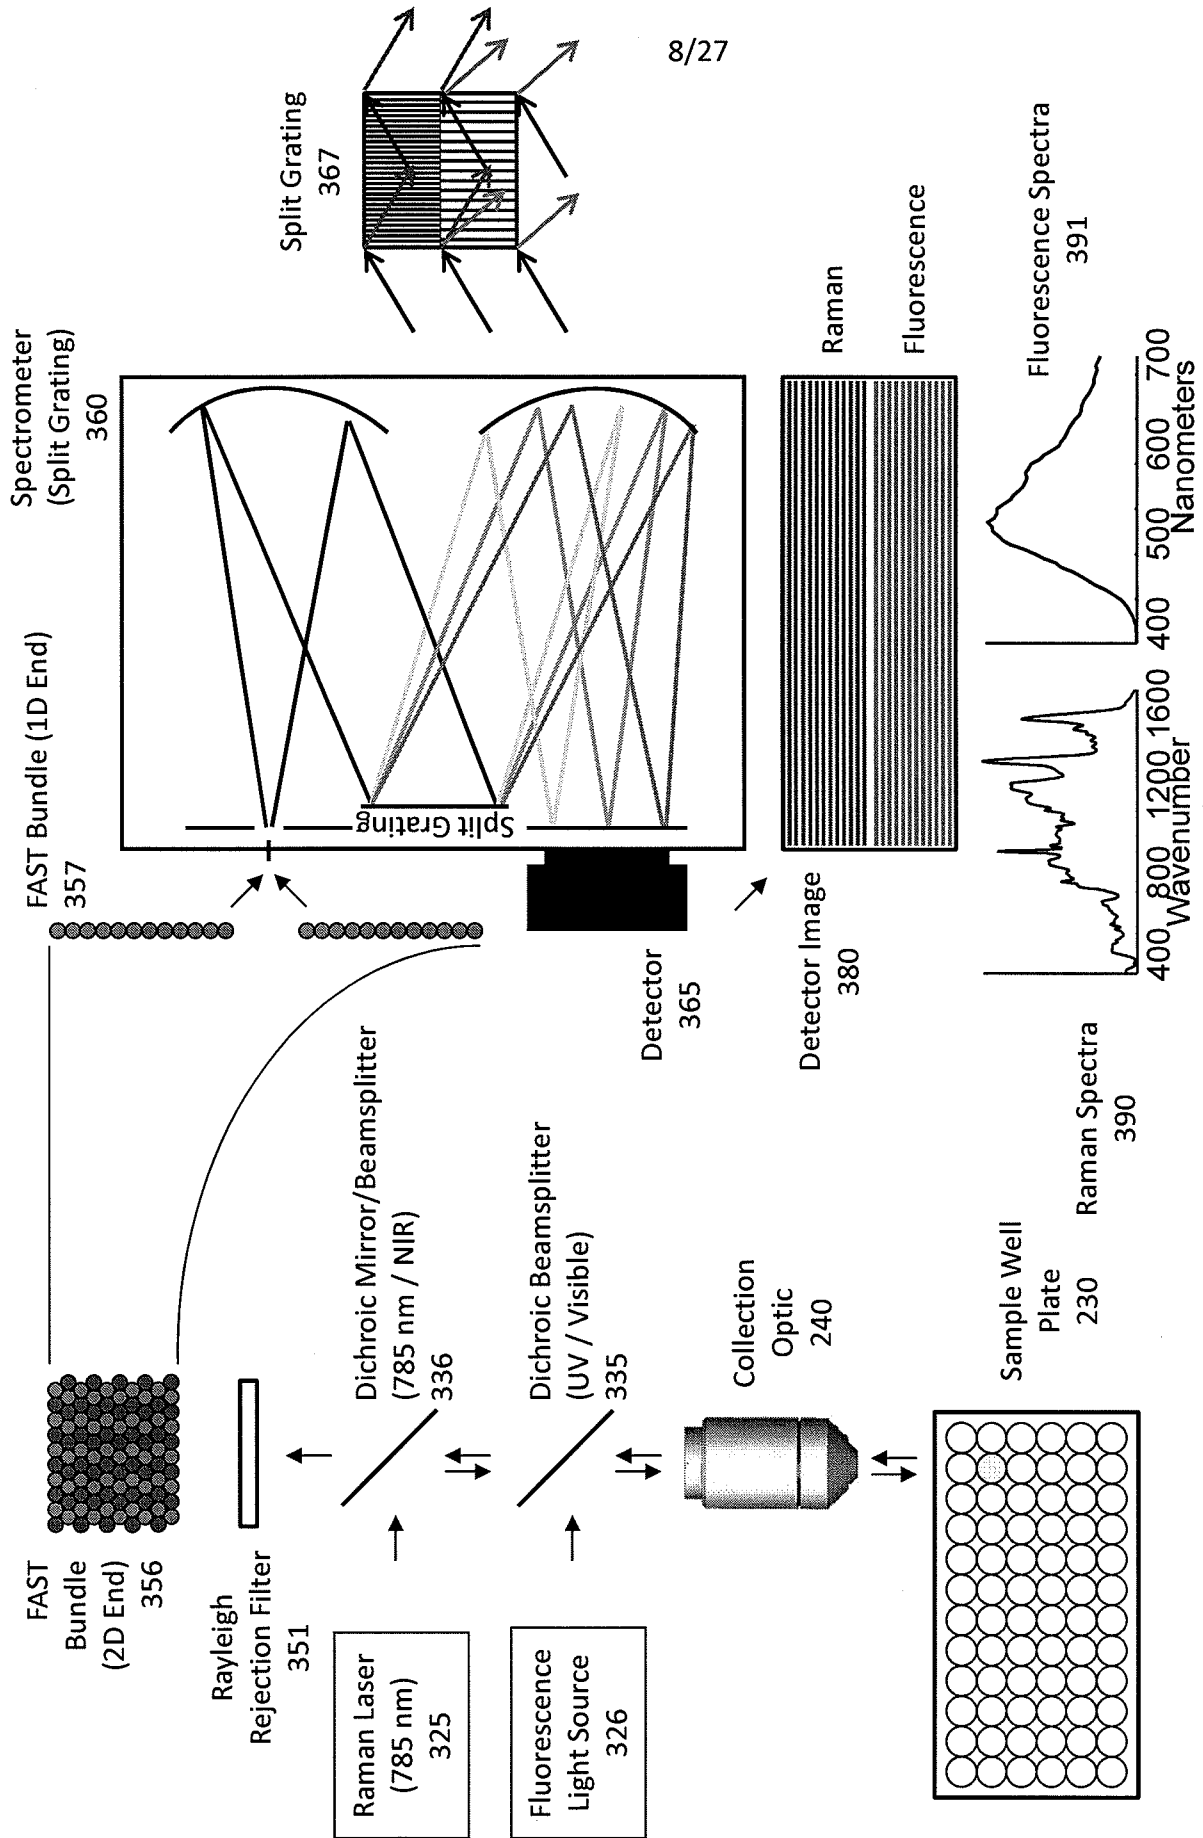 FAST
Bundle
(2D End)
356
Rayleigh
Rejection Filter
351
Raman Laser
(785 nm)
325
Fluorescence
Light Source
326
Dichroic Mirror/Beamsplitter
(785 nm / NIR)
336
Dichroic Beamsplitter
(UV / Visible)
335
Collection
Optic
240
Sample Well
Plate
230
FAST Bundle (1D End)
357
Spectrometer
(Split Grating)
360
Split Grating
Detector
365
Split Grating
367
8/27
Detector Image
380
Raman
Fluorescence
Raman Spectra
390
400 800 1200 1600
Wavenumber
Fluorescence Spectra
391
400 500 600 700
Nanometers